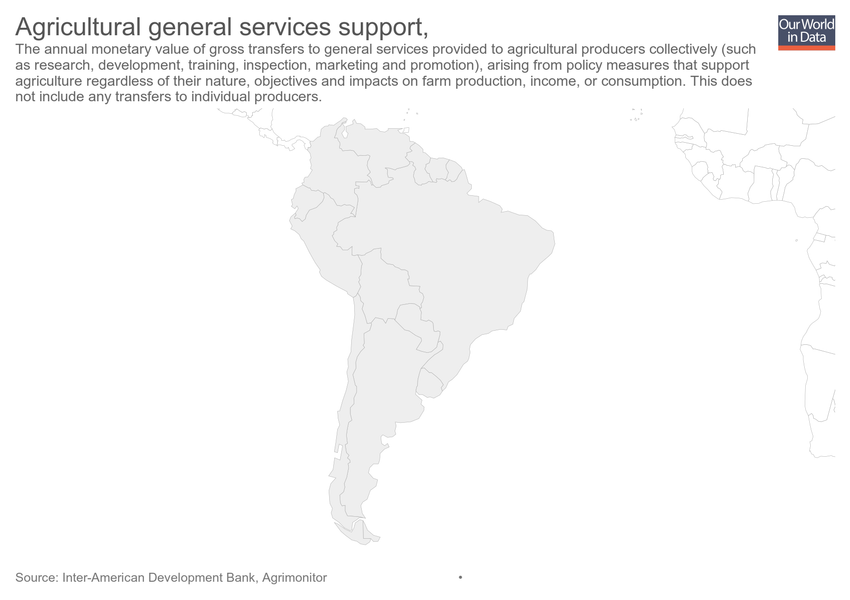 Agricultural general services support,
Our World
in Data
The annual monetary value of gross transfers to general services provided to agricultural producers collectively (such
as research, development, training, inspection, marketing and promotion), arising from policy measures that support
agriculture regardless of their nature, objectives and impacts on farm production, income, or consumption. This does
not include any transfers to individual producers.
Source: Inter-American Development Bank, Agrimonitor •